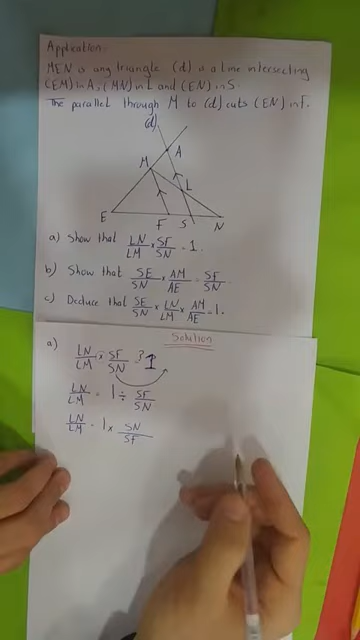 Application:
MEN is any triangle (d) is a line intersecting
(EM) in A, (MN) in L and (EN) in S.
The parallel through M to (d) cuts (EN) in F.
(d)
A
M
L
E
F
S
N
a) Show that LN/LM × SF/SN = 1.
b) Show that SE/SN × AM/AE = SF/SN.
c) Deduce that SE/SN × LN/LM × AM/AE = 1.
Solution
a)
LN/LM × SF/SN = 1
LN/LM = 1 ÷ SF/SN
LN/LM = 1 × SN/SF